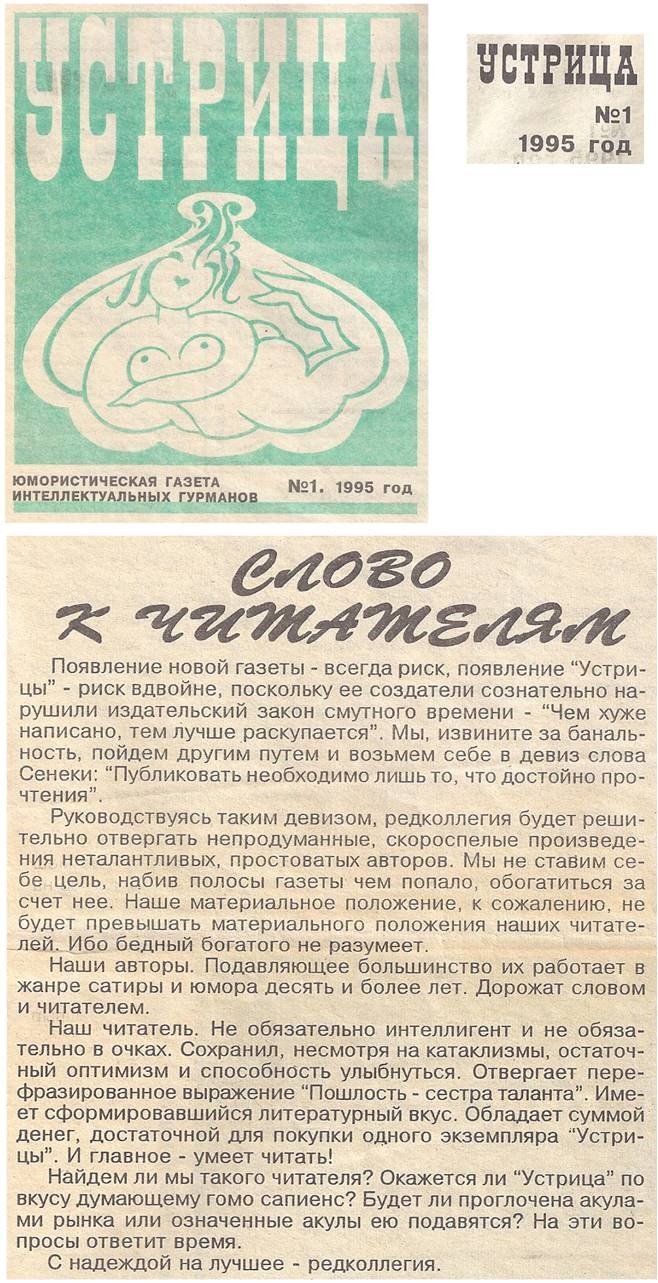 УСТРИЦА
ЮМОРИСТИЧЕСКАЯ ГАЗЕТА
ИНТЕЛЛЕКТУАЛЬНЫХ ГУРМАНОВ
№1. 1995 год
УСТРИЦА
№1
1995 год
СЛОВО
К ЧИТАТЕЛЯМ
Появление новой газеты - всегда риск, появление “Устри-
цы” - риск вдвойне, поскольку ее создатели сознательно на-
рушили издательский закон смутного времени - “Чем хуже
написано, тем лучше раскупается”. Мы, извините за баналь-
ность, пойдем другим путем и возьмем себе в девиз слова
Сенеки: “Публиковать необходимо лишь то, что достойно про-
чтения”.
Руководствуясь таким девизом, редколлегия будет реши-
тельно отвергать непродуманные, скороспелые произведе-
ния неталантливых, простоватых авторов. Мы не ставим се-
бе цель, набив полосы газеты чем попало, обогатиться за
счет нее. Наше материальное положение, к сожалению, не
будет превышать материального положения наших читате-
лей. Ибо бедный богатого не разумеет.
Наши авторы. Подавляющее большинство их работает в
жанре сатиры и юмора десять и более лет. Дорожат словом
и читателем.
Наш читатель. Не обязательно интеллигент и не обяза-
тельно в очках. Сохранил, несмотря на катаклизмы, остаточ-
ный оптимизм и способность улыбнуться. Отвергает пере-
фразированное выражение “Пошлость - сестра таланта”. Име-
ет сформировавшийся литературный вкус. Обладает суммой
денег, достаточной для покупки одного экземпляра “Устри-
цы”. И главное - умеет читать!
Найдем ли мы такого читателя? Окажется ли “Устрица” по
вкусу думающему гомо сапиенс? Будет ли проглочена акула-
ми рынка или означенные акулы ею подавятся? На эти во-
просы ответит время.
С надеждой на лучшее - редколлегия.